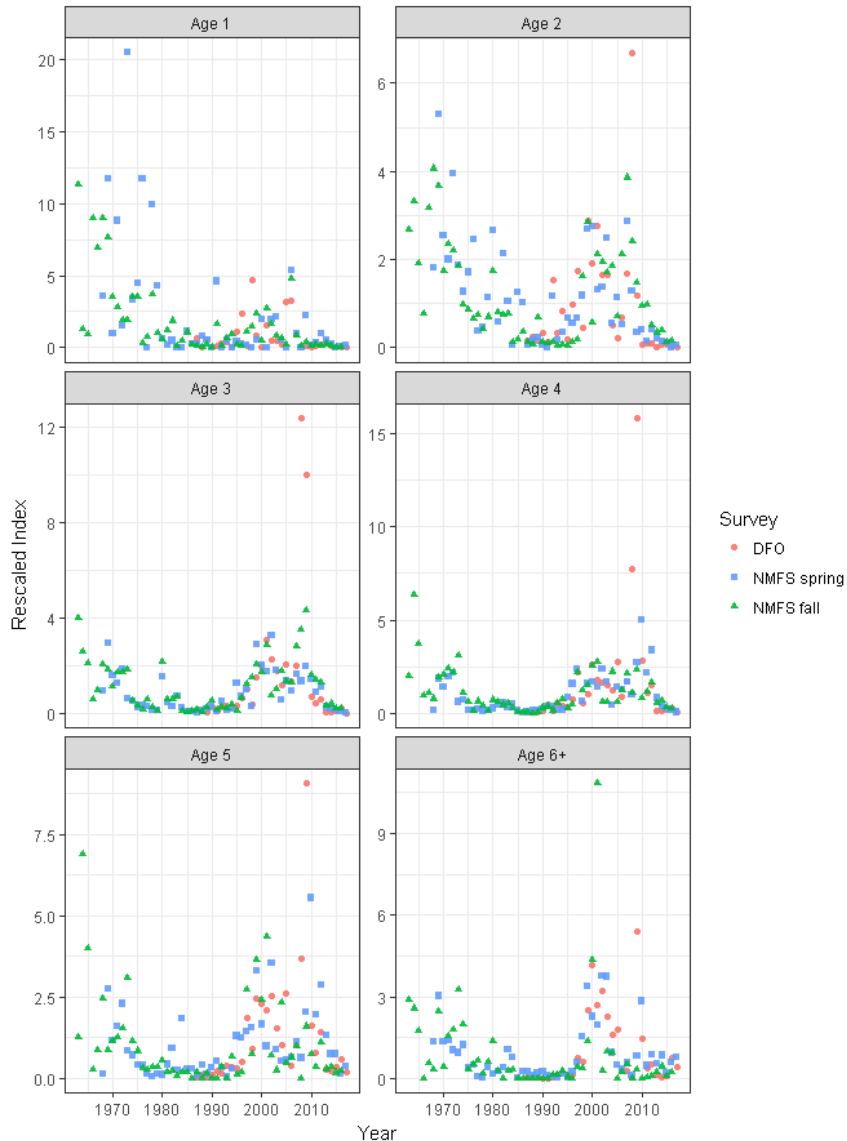 Age 1
Age 2
20
15
10
5
0
6
4
2
0
Age 3
Age 4
12
8
4
0
15
10
5
0
Age 5
Age 6+
7.5
5.0
2.5
0.0
9
6
3
0
1970 1980 1990 2000 2010
1970 1980 1990 2000 2010
Year
Rescaled Index
Survey
DFO
NMFS spring
NMFS fall